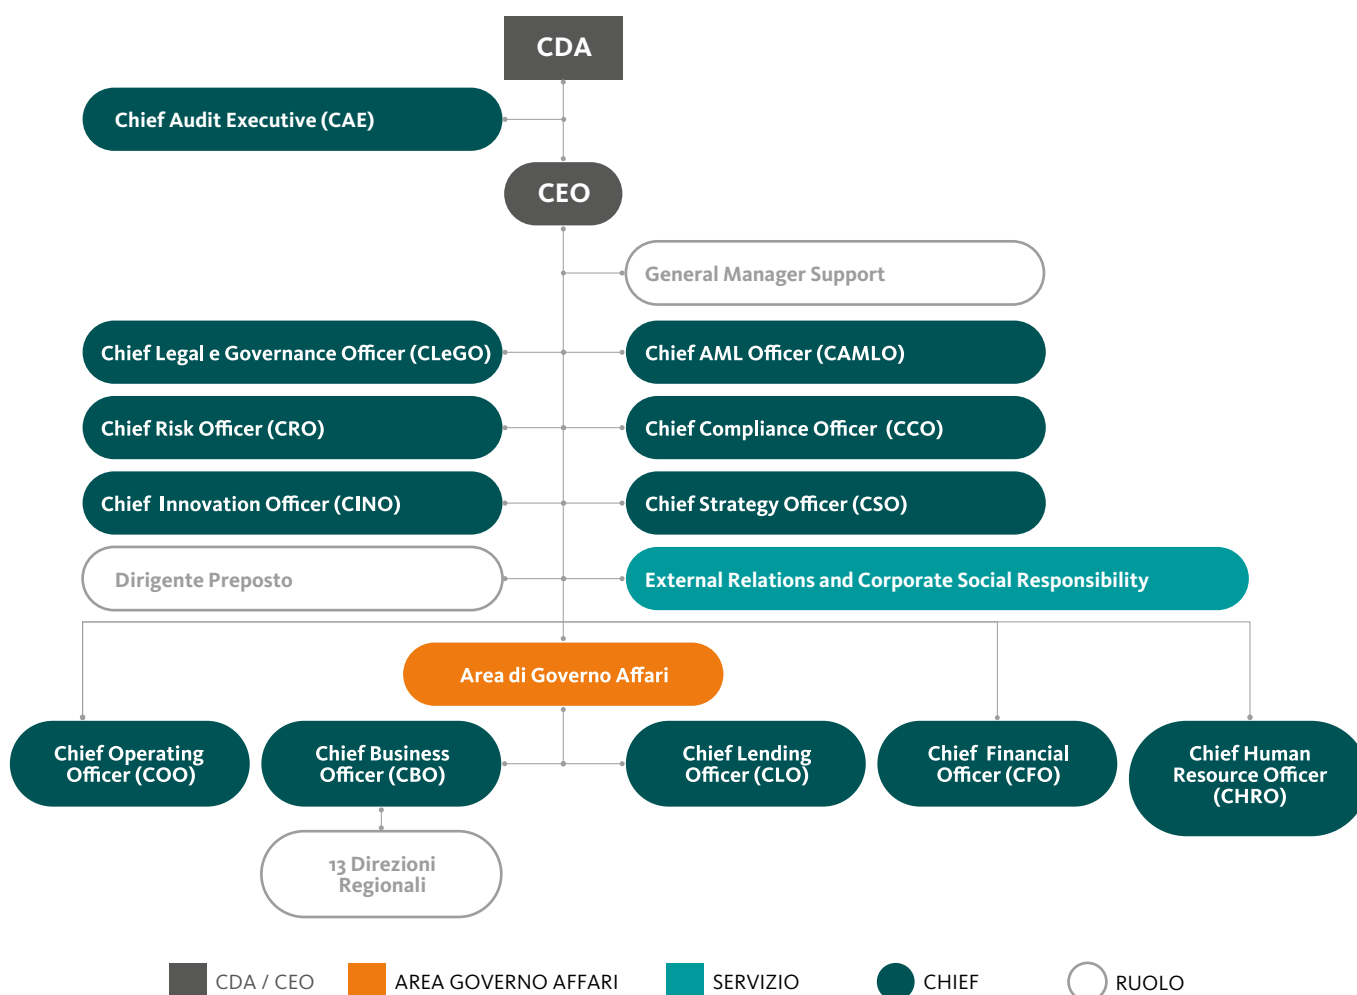 CDA
Chief Audit Executive (CAE)
CEO
General Manager Support
Chief Legal e Governance Officer (CLeGO)
Chief AML Officer (CAMLO)
Chief Risk Officer (CRO)
Chief Compliance Officer (CCO)
Chief Innovation Officer (CINO)
Chief Strategy Officer (CSO)
Dirigente Preposto
External Relations and Corporate Social Responsibility
Area di Governo Affari
Chief Operating
Officer (COO)
Chief Business
Officer (CBO)
Chief Lending
Officer (CLO)
Chief Financial
Officer (CFO)
Chief Human
Resource Officer
(CHRO)
13 Direzioni
Regionali
CDA / CEO
AREA GOVERNO AFFARI
SERVIZIO
CHIEF
RUOLO